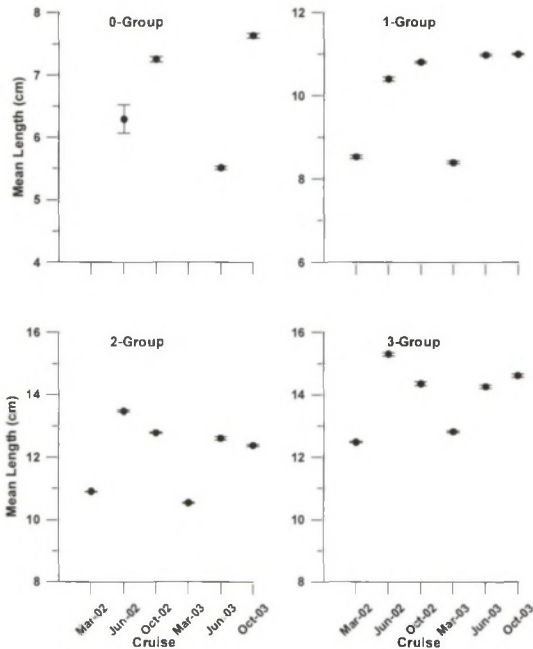 0-Group
1-Group
Mean Length (cm)
8
7
6
5
4
12
10
8
6
2-Group
3-Group
Mean Length (cm)
16
14
12
10
8
16
14
12
10
8
Mar-02
Jun-02
Oct-02
Mar-03
Jun-03
Oct-03
Cruise
Mar-02
Jun-02
Oct-02
Mar-03
Jun-03
Oct-03
Cruise